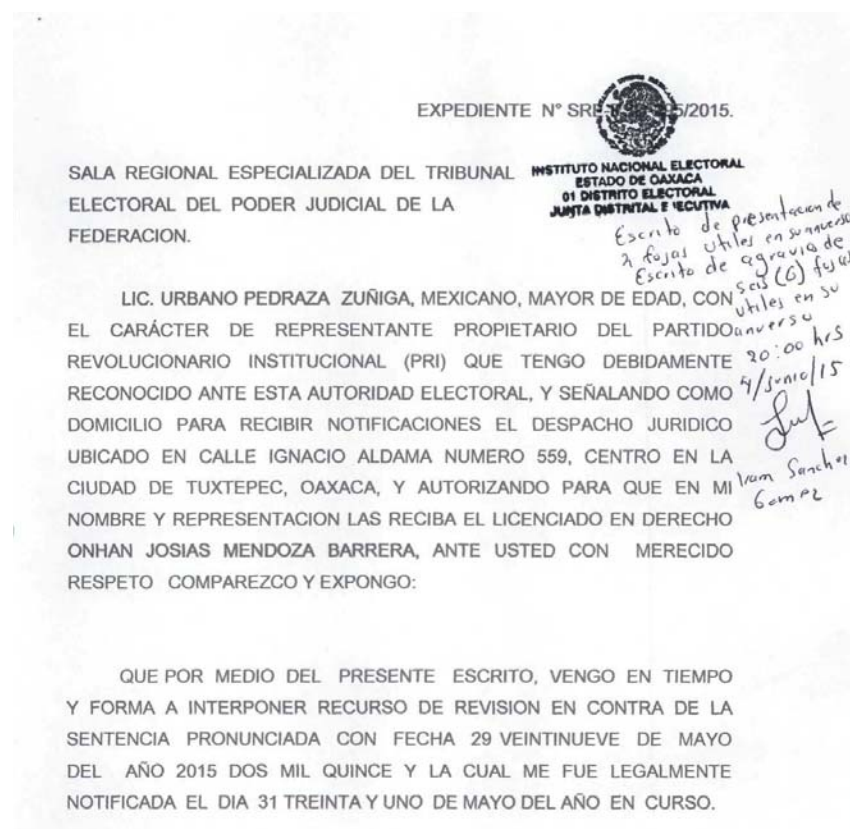 EXPEDIENTE N° SRE 5/2015.
INSTITUTO NACIONAL ELECTORAL
ESTADO DE OAXACA
01 DISTRITO ELECTORAL
JUNTA DISTRITAL EJECUTIVA
SALA REGIONAL ESPECIALIZADA DEL TRIBUNAL
ELECTORAL DEL PODER JUDICIAL DE LA
FEDERACION.
Escrito de presentacion de
2 fojas utiles en su anverso
Escrito de agravio de
seis (6) fojas
utiles en su
anverso
20:00 hrs
4/junio/15
Ivam Sanchez
Gomez
LIC. URBANO PEDRAZA ZUÑIGA, MEXICANO, MAYOR DE EDAD, CON
EL CARÁCTER DE REPRESENTANTE PROPIETARIO DEL PARTIDO
REVOLUCIONARIO INSTITUCIONAL (PRI) QUE TENGO DEBIDAMENTE
RECONOCIDO ANTE ESTA AUTORIDAD ELECTORAL, Y SEÑALANDO COMO
DOMICILIO PARA RECIBIR NOTIFICACIONES EL DESPACHO JURIDICO
UBICADO EN CALLE IGNACIO ALDAMA NUMERO 559, CENTRO EN LA
CIUDAD DE TUXTEPEC, OAXACA, Y AUTORIZANDO PARA QUE EN MI
NOMBRE Y REPRESENTACION LAS RECIBA EL LICENCIADO EN DERECHO
ONHAN JOSIAS MENDOZA BARRERA, ANTE USTED CON MERECIDO
RESPETO COMPAREZCO Y EXPONGO:
QUE POR MEDIO DEL PRESENTE ESCRITO, VENGO EN TIEMPO
Y FORMA A INTERPONER RECURSO DE REVISION EN CONTRA DE LA
SENTENCIA PRONUNCIADA CON FECHA 29 VEINTINUEVE DE MAYO
DEL AÑO 2015 DOS MIL QUINCE Y LA CUAL ME FUE LEGALMENTE
NOTIFICADA EL DIA 31 TREINTA Y UNO DE MAYO DEL AÑO EN CURSO.